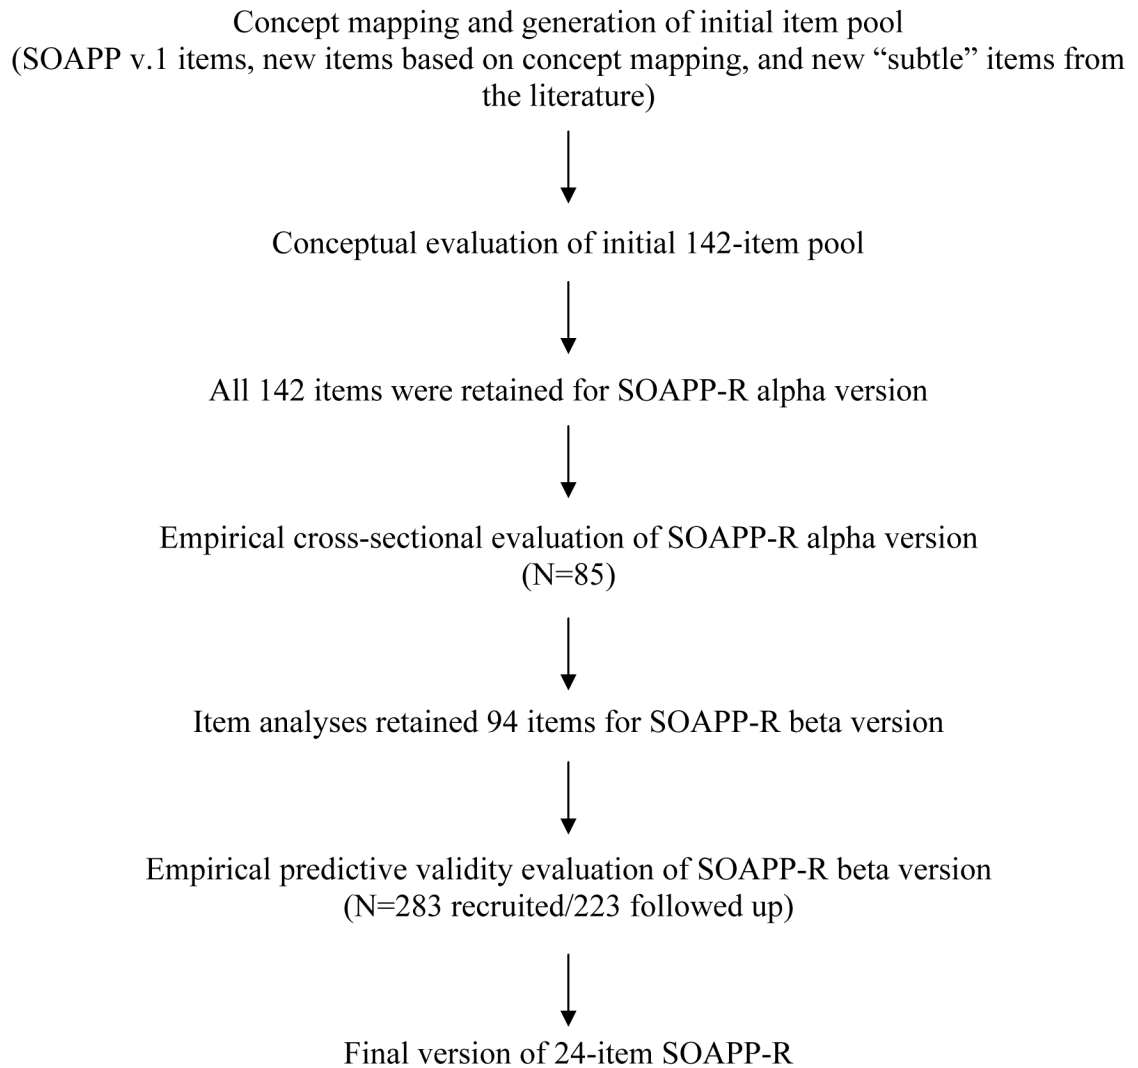 Concept mapping and generation of initial item pool
(SOAPP v.1 items, new items based on concept mapping, and new “subtle” items from
the literature)
Conceptual evaluation of initial 142-item pool
All 142 items were retained for SOAPP-R alpha version
Empirical cross-sectional evaluation of SOAPP-R alpha version
(N=85)
Item analyses retained 94 items for SOAPP-R beta version
Empirical predictive validity evaluation of SOAPP-R beta version
(N=283 recruited/223 followed up)
Final version of 24-item SOAPP-R